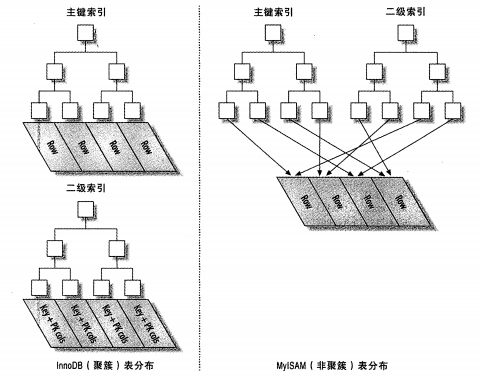 主键索引
Row
Row
Row
Row
二级索引
Key + PK cols
Key + PK cols
Key + PK cols
Key + PK cols
InnoDB（聚簇）表分布
主键索引
二级索引
Row
Row
Row
Row
MyISAM（非聚簇）表分布